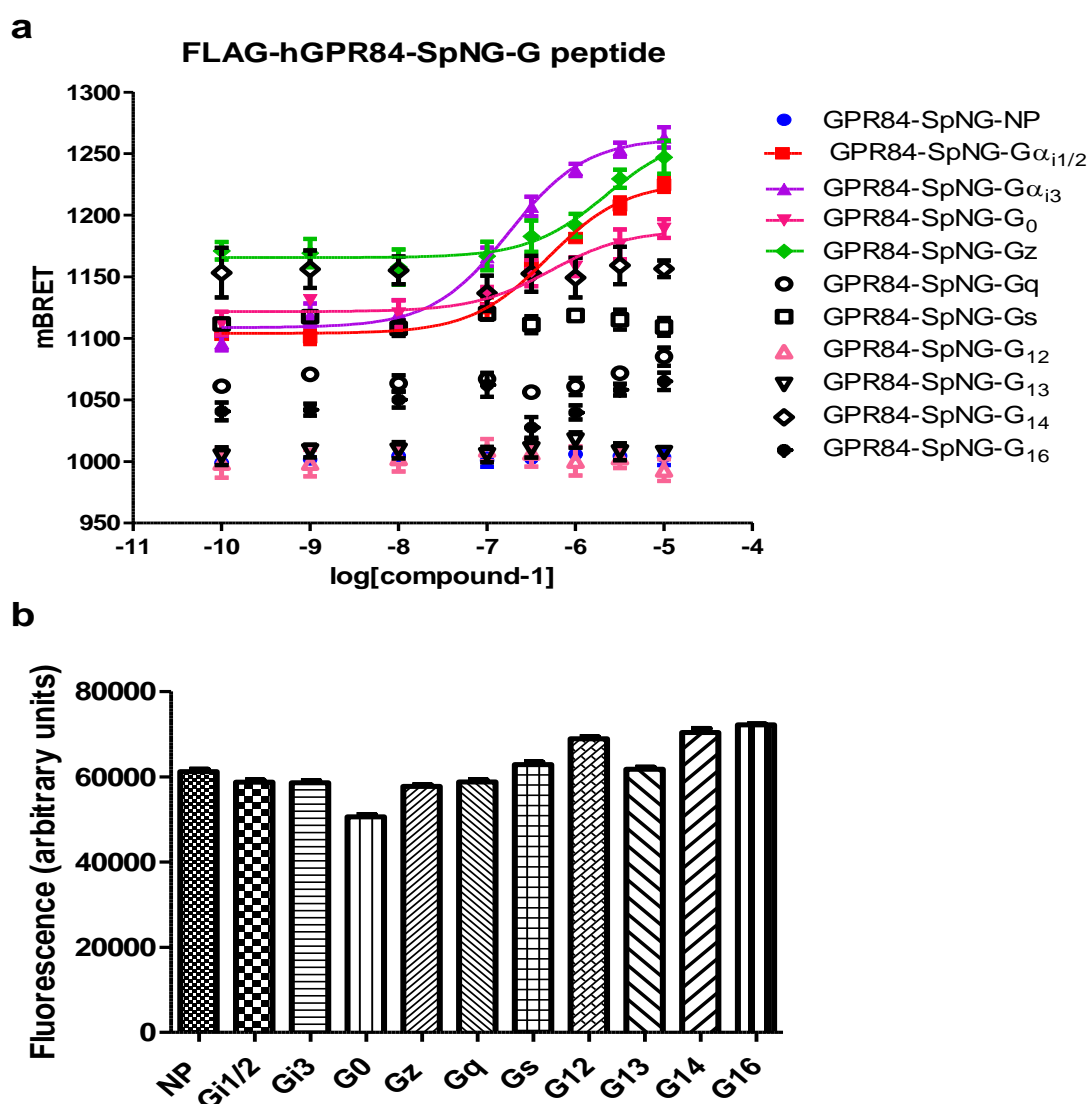 a
FLAG-hGPR84-SpNG-G peptide
1300
1250
1200
1150
1100
1050
1000
950
mBRET
-11 -10 -9 -8 -7 -6 -5 -4
log[compound-1]
GPR84-SpNG-NP
GPR84-SpNG-Gαi1/2
GPR84-SpNG-Gαi3
GPR84-SpNG-G0
GPR84-SpNG-Gz
GPR84-SpNG-Gq
GPR84-SpNG-Gs
GPR84-SpNG-G12
GPR84-SpNG-G13
GPR84-SpNG-G14
GPR84-SpNG-G16
b
Fluorescence (arbitrary units)
80000
60000
40000
20000
0
NP Gi1/2 Gi3 G0 Gz Gq Gs G12 G13 G14 G16